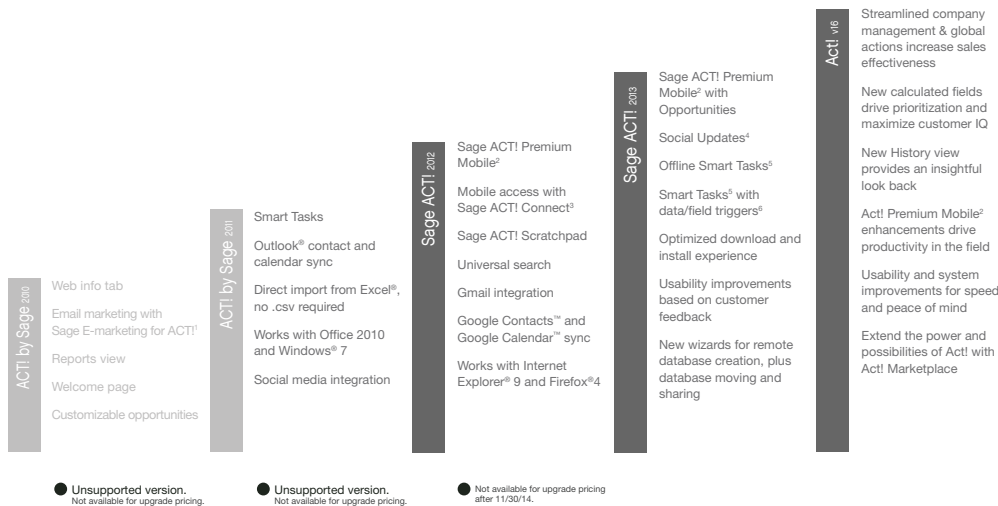 ACT! by Sage 2010
Web info tab
Email marketing with
Sage E-marketing for ACT!¹
Reports view
Welcome page
Customizable opportunities
ACT! by Sage 2011
Smart Tasks
Outlook® contact and
calendar sync
Direct import from Excel®,
no .csv required
Works with Office 2010
and Windows® 7
Social media integration
Sage ACT! 2012
Sage ACT! Premium
Mobile²
Mobile access with
Sage ACT! Connect³
Sage ACT! Scratchpad
Universal search
Gmail integration
Google Contacts™ and
Google Calendar™ sync
Works with Internet
Explorer® 9 and Firefox®4
Sage ACT! 2013
Sage ACT! Premium
Mobile² with
Opportunities
Social Updates⁴
Offline Smart Tasks⁵
Smart Tasks⁵ with
data/field triggers⁶
Optimized download and
install experience
Usability improvements
based on customer
feedback
New wizards for remote
database creation, plus
database moving and
sharing
Act! v16
Streamlined company
management & global
actions increase sales
effectiveness
New calculated fields
drive prioritization and
maximize customer IQ
New History view
provides an insightful
look back
Act! Premium Mobile²
enhancements drive
productivity in the field
Usability and system
improvements for speed
and peace of mind
Extend the power and
possibilities of Act! with
Act! Marketplace
Unsupported version.
Not available for upgrade pricing.
Unsupported version.
Not available for upgrade pricing.
Not available for upgrade pricing
after 11/30/14.